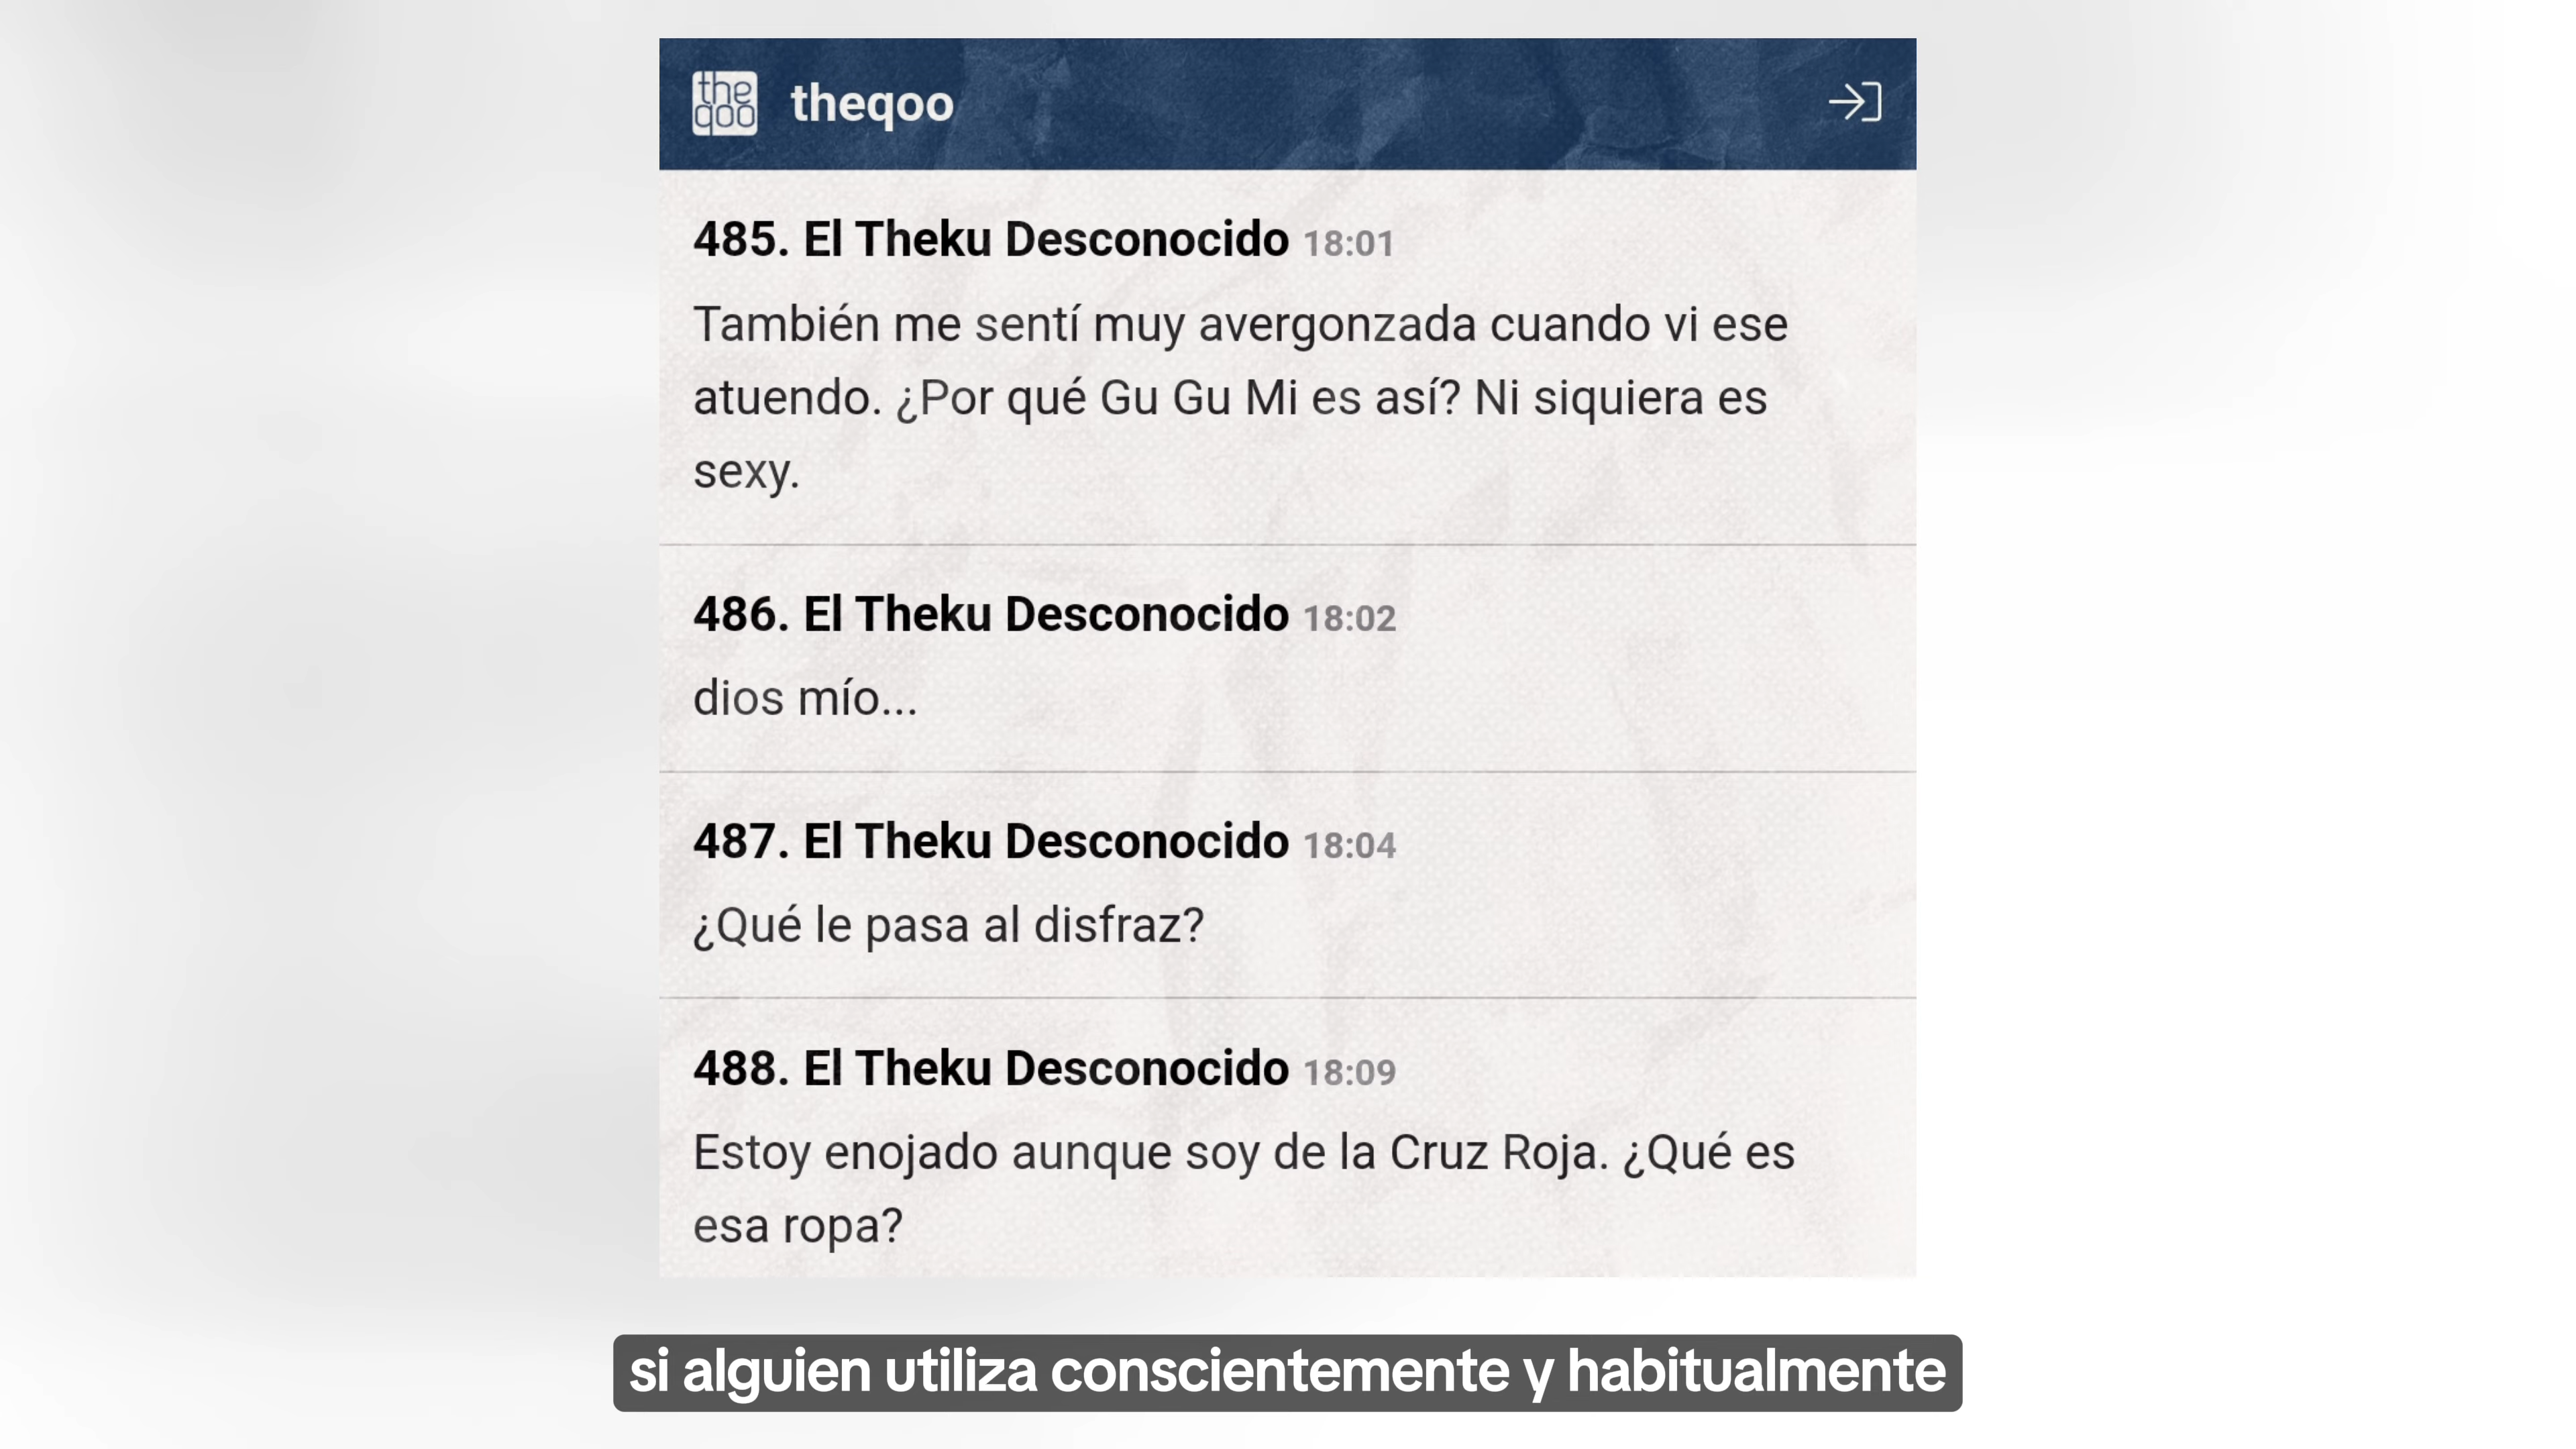 the
qoo
theqoo
485. El Theku Desconocido 18:01
También me sentí muy avergonzada cuando vi ese
atuendo. ¿Por qué Gu Gu Mi es así? Ni siquiera es
sexy.
486. El Theku Desconocido 18:02
dios mío...
487. El Theku Desconocido 18:04
¿Qué le pasa al disfraz?
488. El Theku Desconocido 18:09
Estoy enojado aunque soy de la Cruz Roja. ¿Qué es
esa ropa?
si alguien utiliza conscientemente y habitualmente